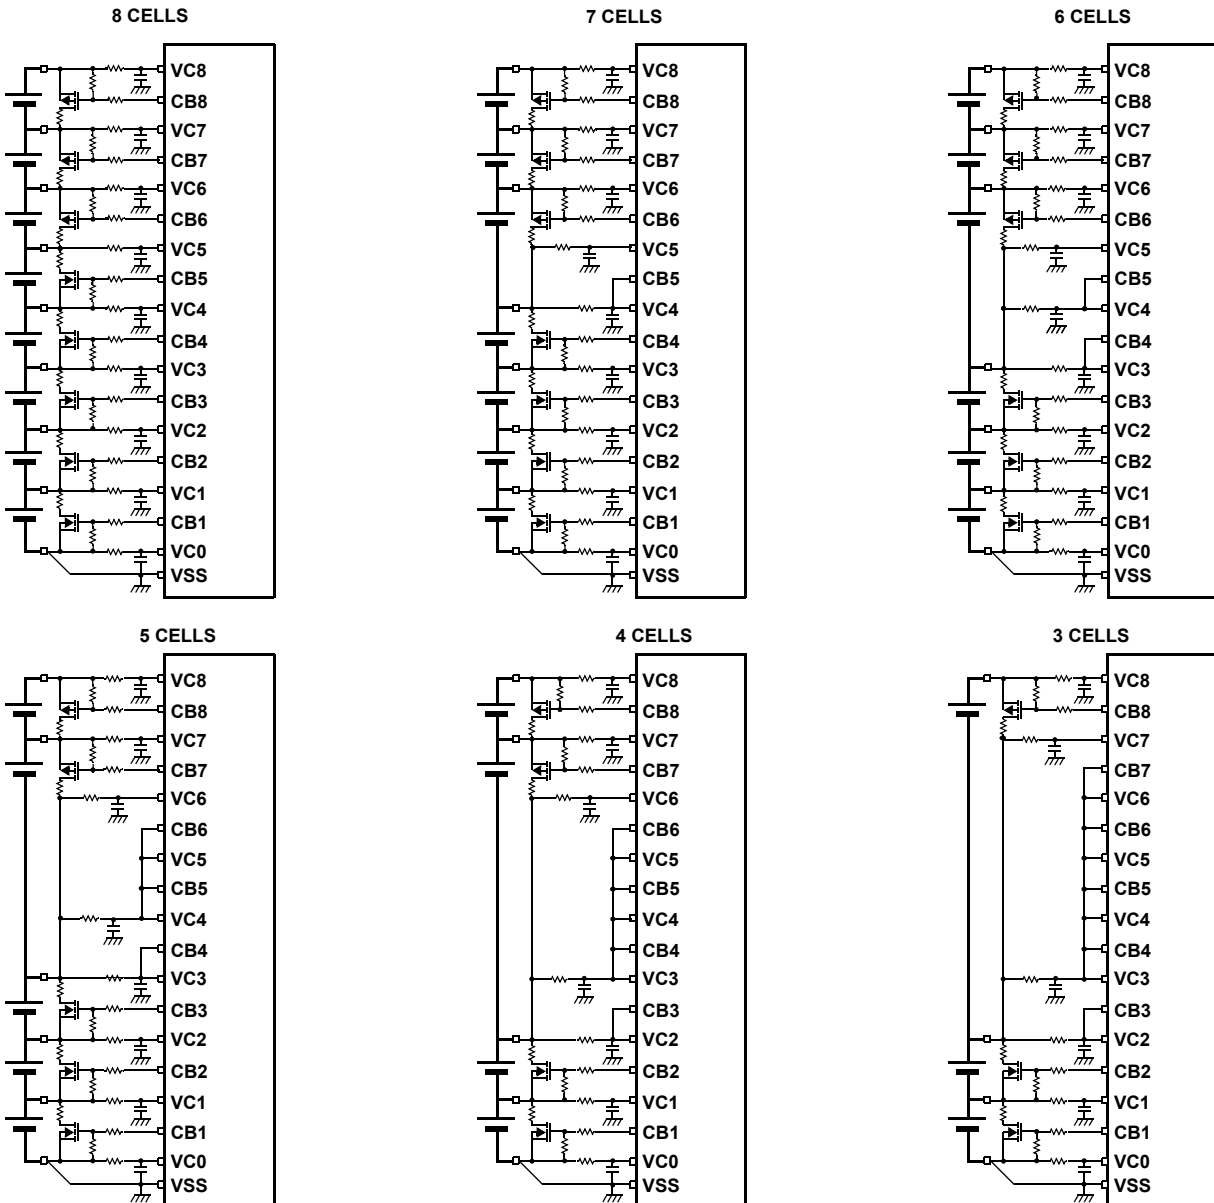 8 CELLS
VC8
CB8
VC7
CB7
VC6
CB6
VC5
CB5
VC4
CB4
VC3
CB3
VC2
CB2
VC1
CB1
VC0
VSS
7 CELLS
VC8
CB8
VC7
CB7
VC6
CB6
VC5
CB5
VC4
CB4
VC3
CB3
VC2
CB2
VC1
CB1
VC0
VSS
6 CELLS
VC8
CB8
VC7
CB7
VC6
CB6
VC5
CB5
VC4
CB4
VC3
CB3
VC2
CB2
VC1
CB1
VC0
VSS
5 CELLS
VC8
CB8
VC7
CB7
VC6
CB6
VC5
CB5
VC4
CB4
VC3
CB3
VC2
CB2
VC1
CB1
VC0
VSS
4 CELLS
VC8
CB8
VC7
CB7
VC6
CB6
VC5
CB5
VC4
CB4
VC3
CB3
VC2
CB2
VC1
CB1
VC0
VSS
3 CELLS
VC8
CB8
VC7
CB7
VC6
CB6
VC5
CB5
VC4
CB4
VC3
CB3
VC2
CB2
VC1
CB1
VC0
VSS